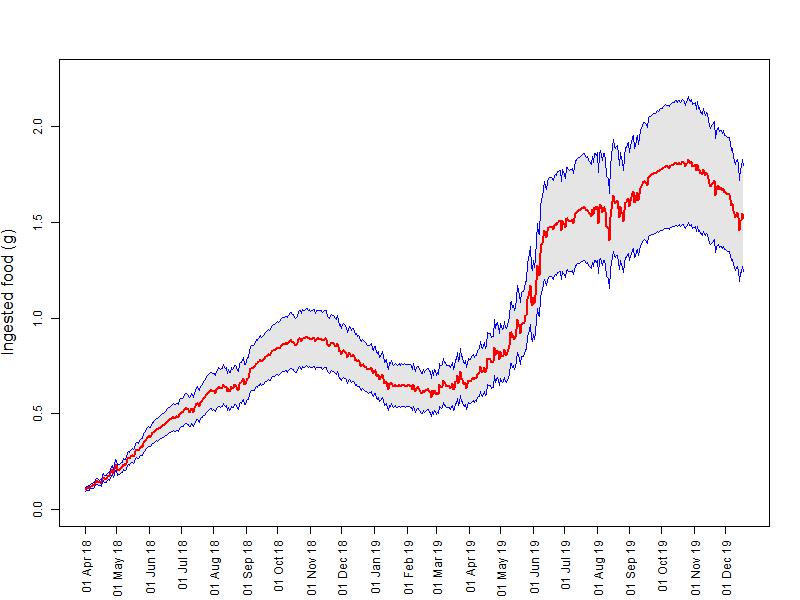 Ingested food (g)
2.0
1.5
1.0
0.5
0.0
01 Apr 18
01 May 18
01 Jun 18
01 Jul 18
01 Aug 18
01 Sep 18
01 Oct 18
01 Nov 18
01 Dec 18
01 Jan 19
01 Feb 19
01 Mar 19
01 Apr 19
01 May 19
01 Jun 19
01 Jul 19
01 Aug 19
01 Sep 19
01 Oct 19
01 Nov 19
01 Dec 19